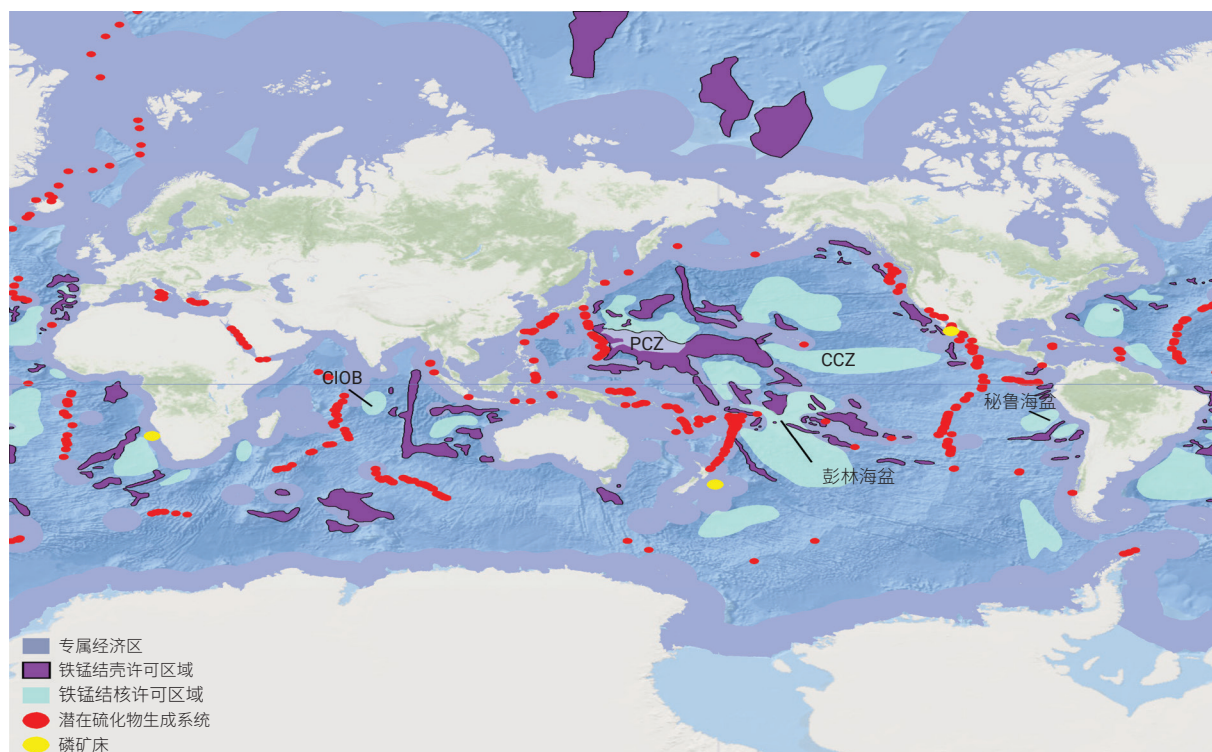 PCZ
CCZ
CIOB
秘鲁海盆
彭林海盆
专属经济区
铁锰结壳许可区域
铁锰结核许可区域
潜在硫化物生成系统
磷矿床